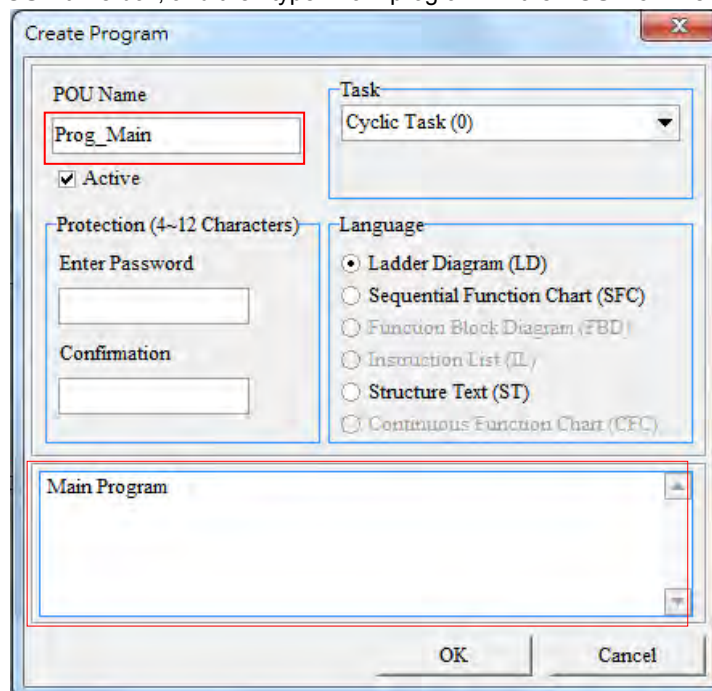 Create Program
POU Name
Prog_Main
Active
Task
Cyclic Task (0)
Protection (4~12 Characters)
Enter Password
Confirmation
Language
Ladder Diagram (LD)
Sequential Function Chart (SFC)
Function Block Diagram (FBD)
Instruction List (IL)
Structure Text (ST)
Continuous Function Chart (CFC)
Main Program
OK
Cancel